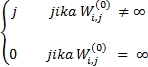 j jika W_{i,j}^{(0)} ≠ ∞
0 jika W_{i,j}^{(0)} = ∞